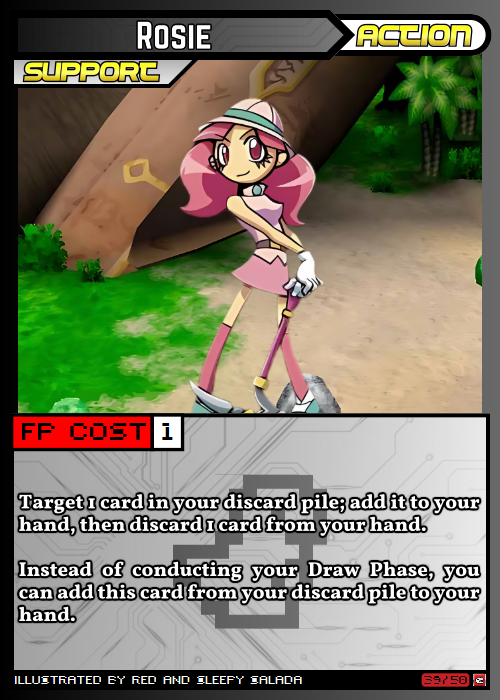 Rosie
ACTION
SUPPORT
FP COST 1
Target 1 card in your discard pile; add it to your
hand, then discard 1 card from your hand.
Instead of conducting your Draw Phase, you
can add this card from your discard pile to your
hand.
ILLUSTRATED BY RED AND SLEEPY SALADA
39/50